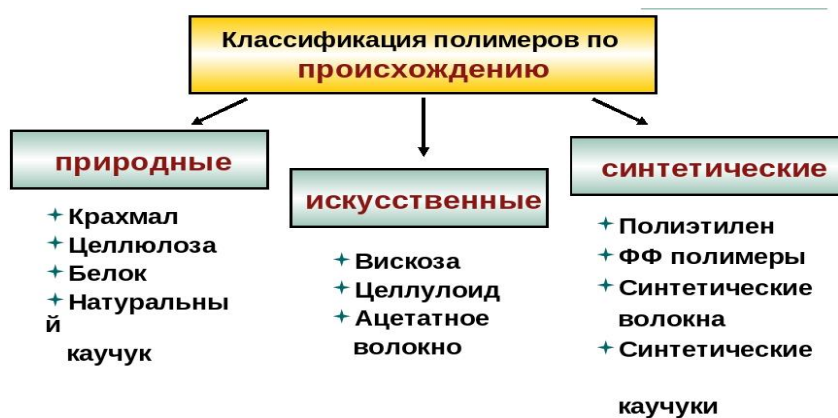 Классификация полимеров по
происхождению
природные
Крахмал
Целлюлоза
Белок
Натуральны
й
каучук
искусственные
Вискоза
Целлулоид
Ацетатное
волокно
синтетические
Полиэтилен
ФФ полимеры
Синтетические
волокна
Синтетические
каучуки